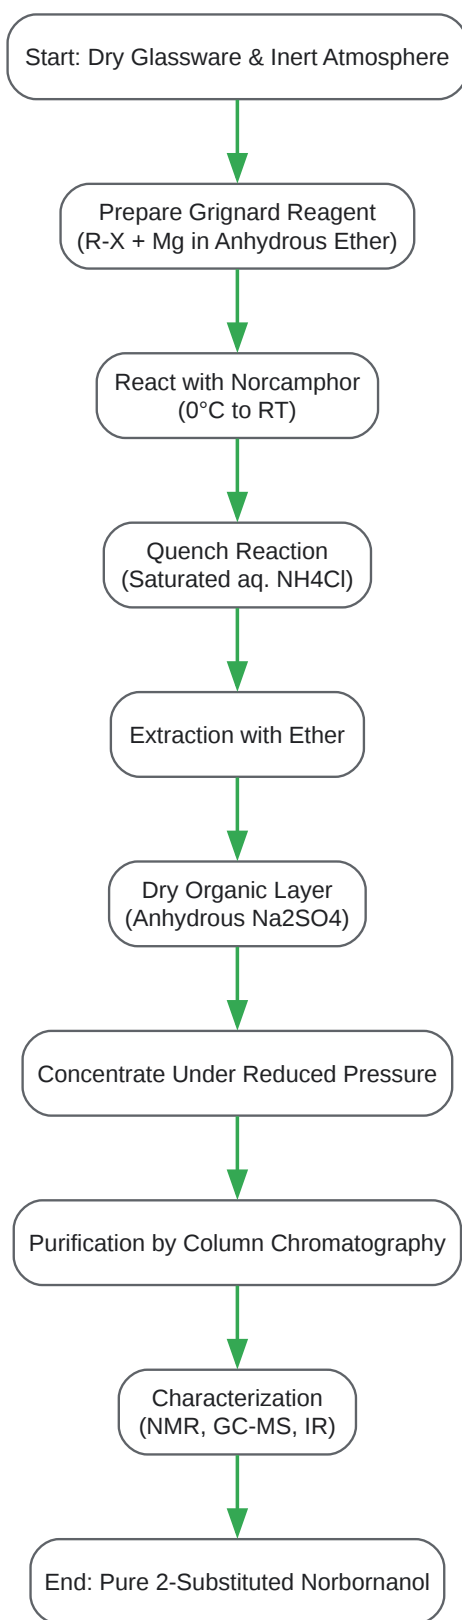 Start: Dry Glassware & Inert Atmosphere
Prepare Grignard Reagent
(R-X + Mg in Anhydrous Ether)
React with Norcamphor
(0°C to RT)
Quench Reaction
(Saturated aq. NH4Cl)
Extraction with Ether
Dry Organic Layer
(Anhydrous Na2SO4)
Concentrate Under Reduced Pressure
Purification by Column Chromatography
Characterization
(NMR, GC-MS, IR)
End: Pure 2-Substituted Norbornanol